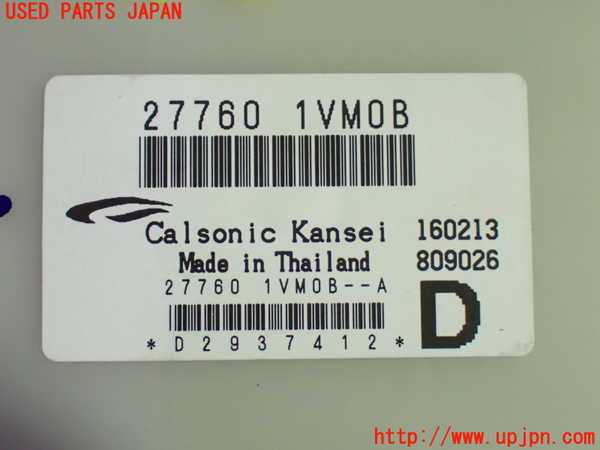 USED PARTS JAPAN
27760 1VM0B
Calsonic Kansei 160213
Made in Thailand 809026
27760 1VM0B--A
D
*D2937412*
http://www.upjpn.com/